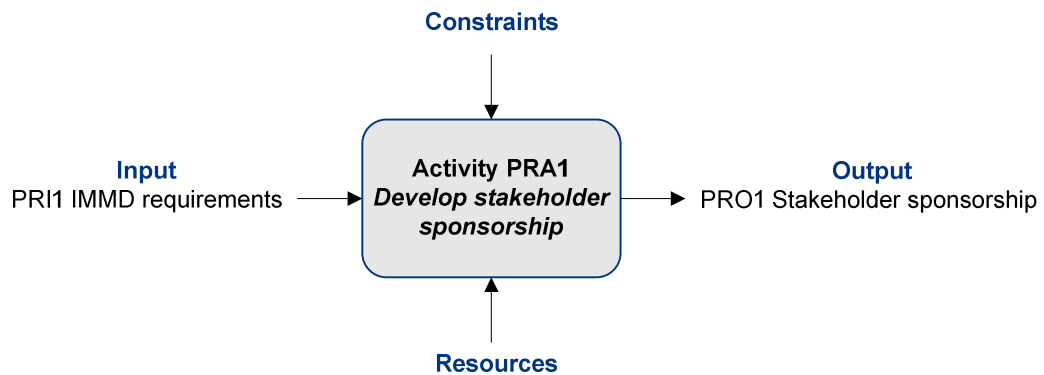 Constraints
Input
PRI1 IMMD requirements
Activity PRA1
Develop stakeholder
sponsorship
Output
PRO1 Stakeholder sponsorship
Resources